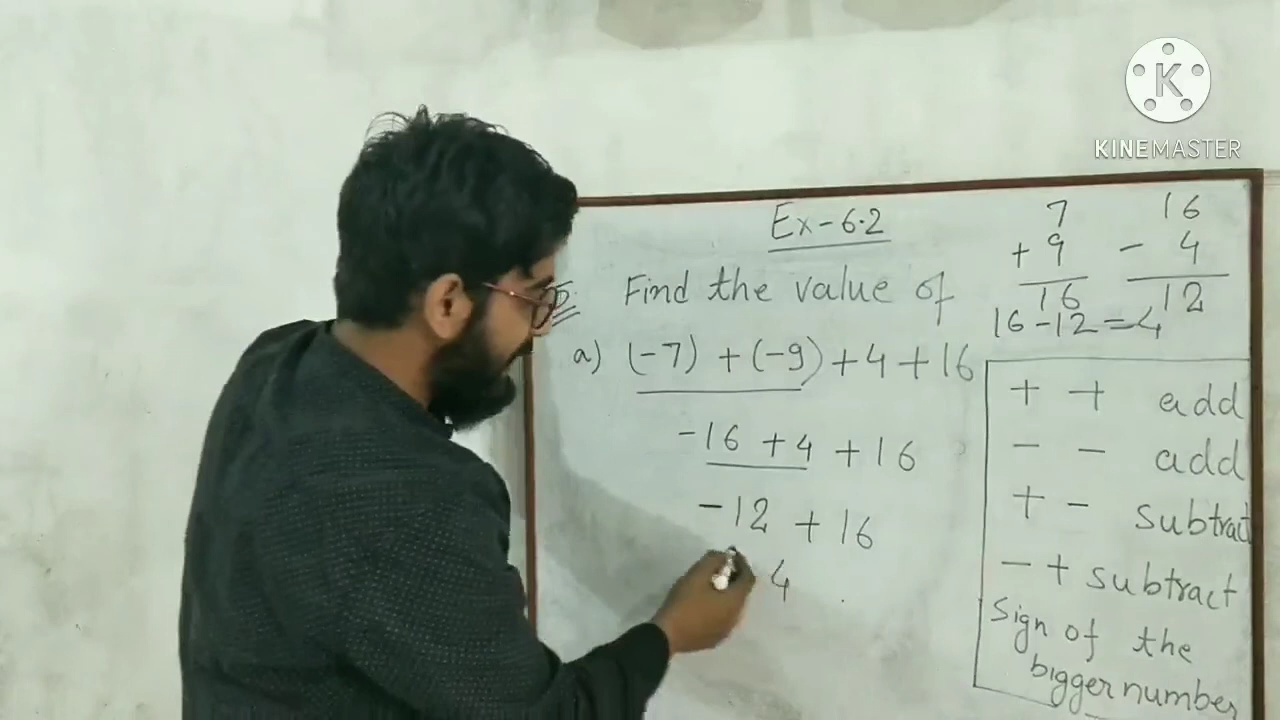 K
KINEMASTER
Ex-6.2
Find the value of
a) (-7) + (-9) + 4 + 16
-16 + 4 + 16
-12 + 16
4
7
+ 9
16
16
- 4
12
16 - 12 = 4
+ + add
- - add
+ - subtract
- + subtract
Sign of the
bigger number